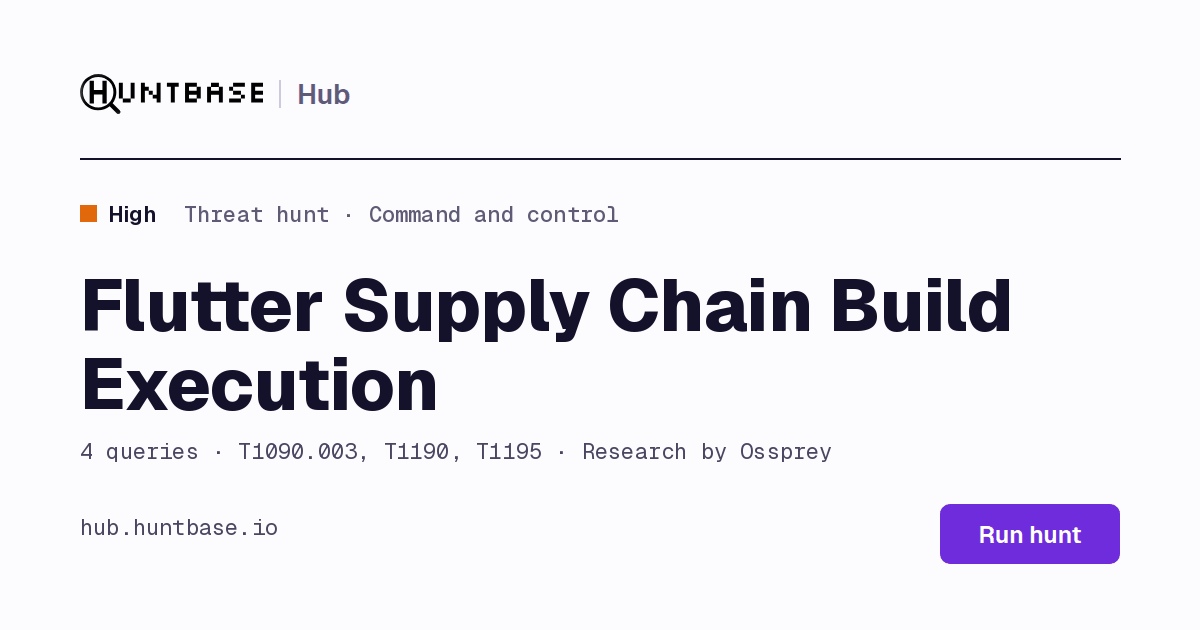 HUNTBASE Hub
High Threat hunt · Command and control
Flutter Supply Chain Build
Execution
4 queries · T1090.003, T1190, T1195 · Research by Ossprey
hub.huntbase.io
Run hunt